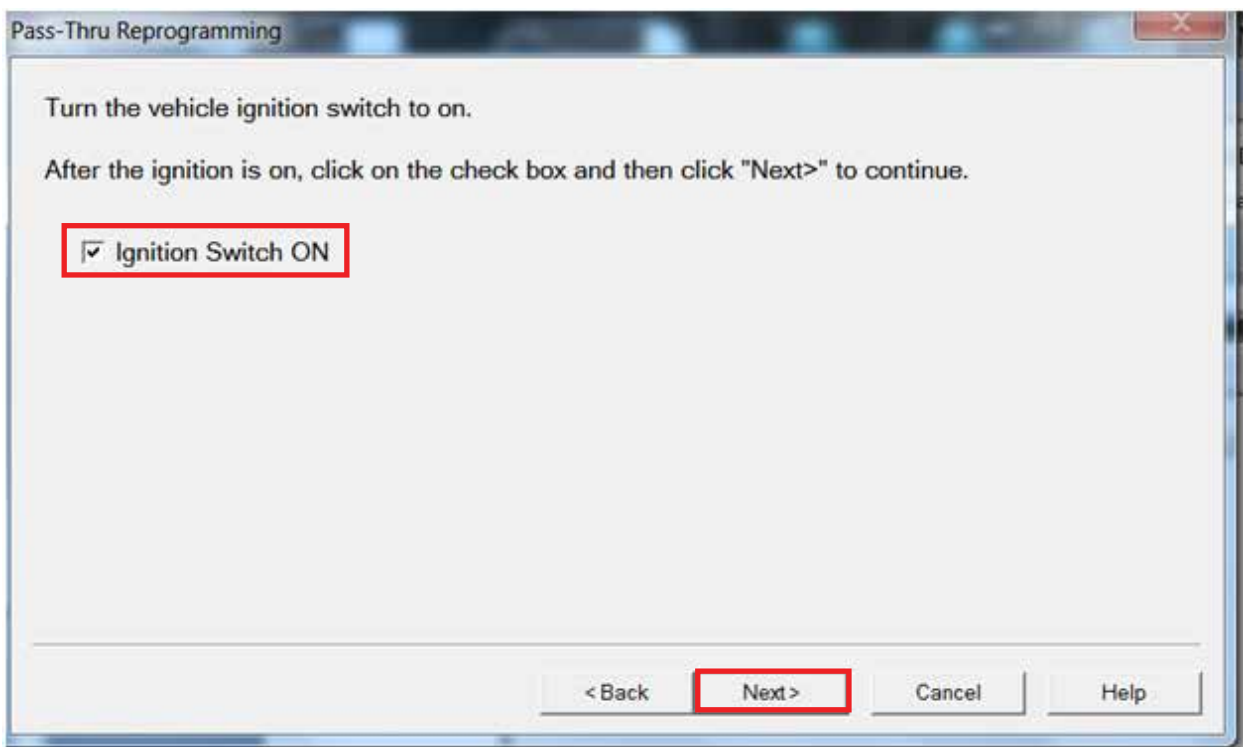 Pass-Thru Reprogramming
Turn the vehicle ignition switch to on.
After the ignition is on, click on the check box and then click "Next>" to continue.
Ignition Switch ON
<Back Next> Cancel Help